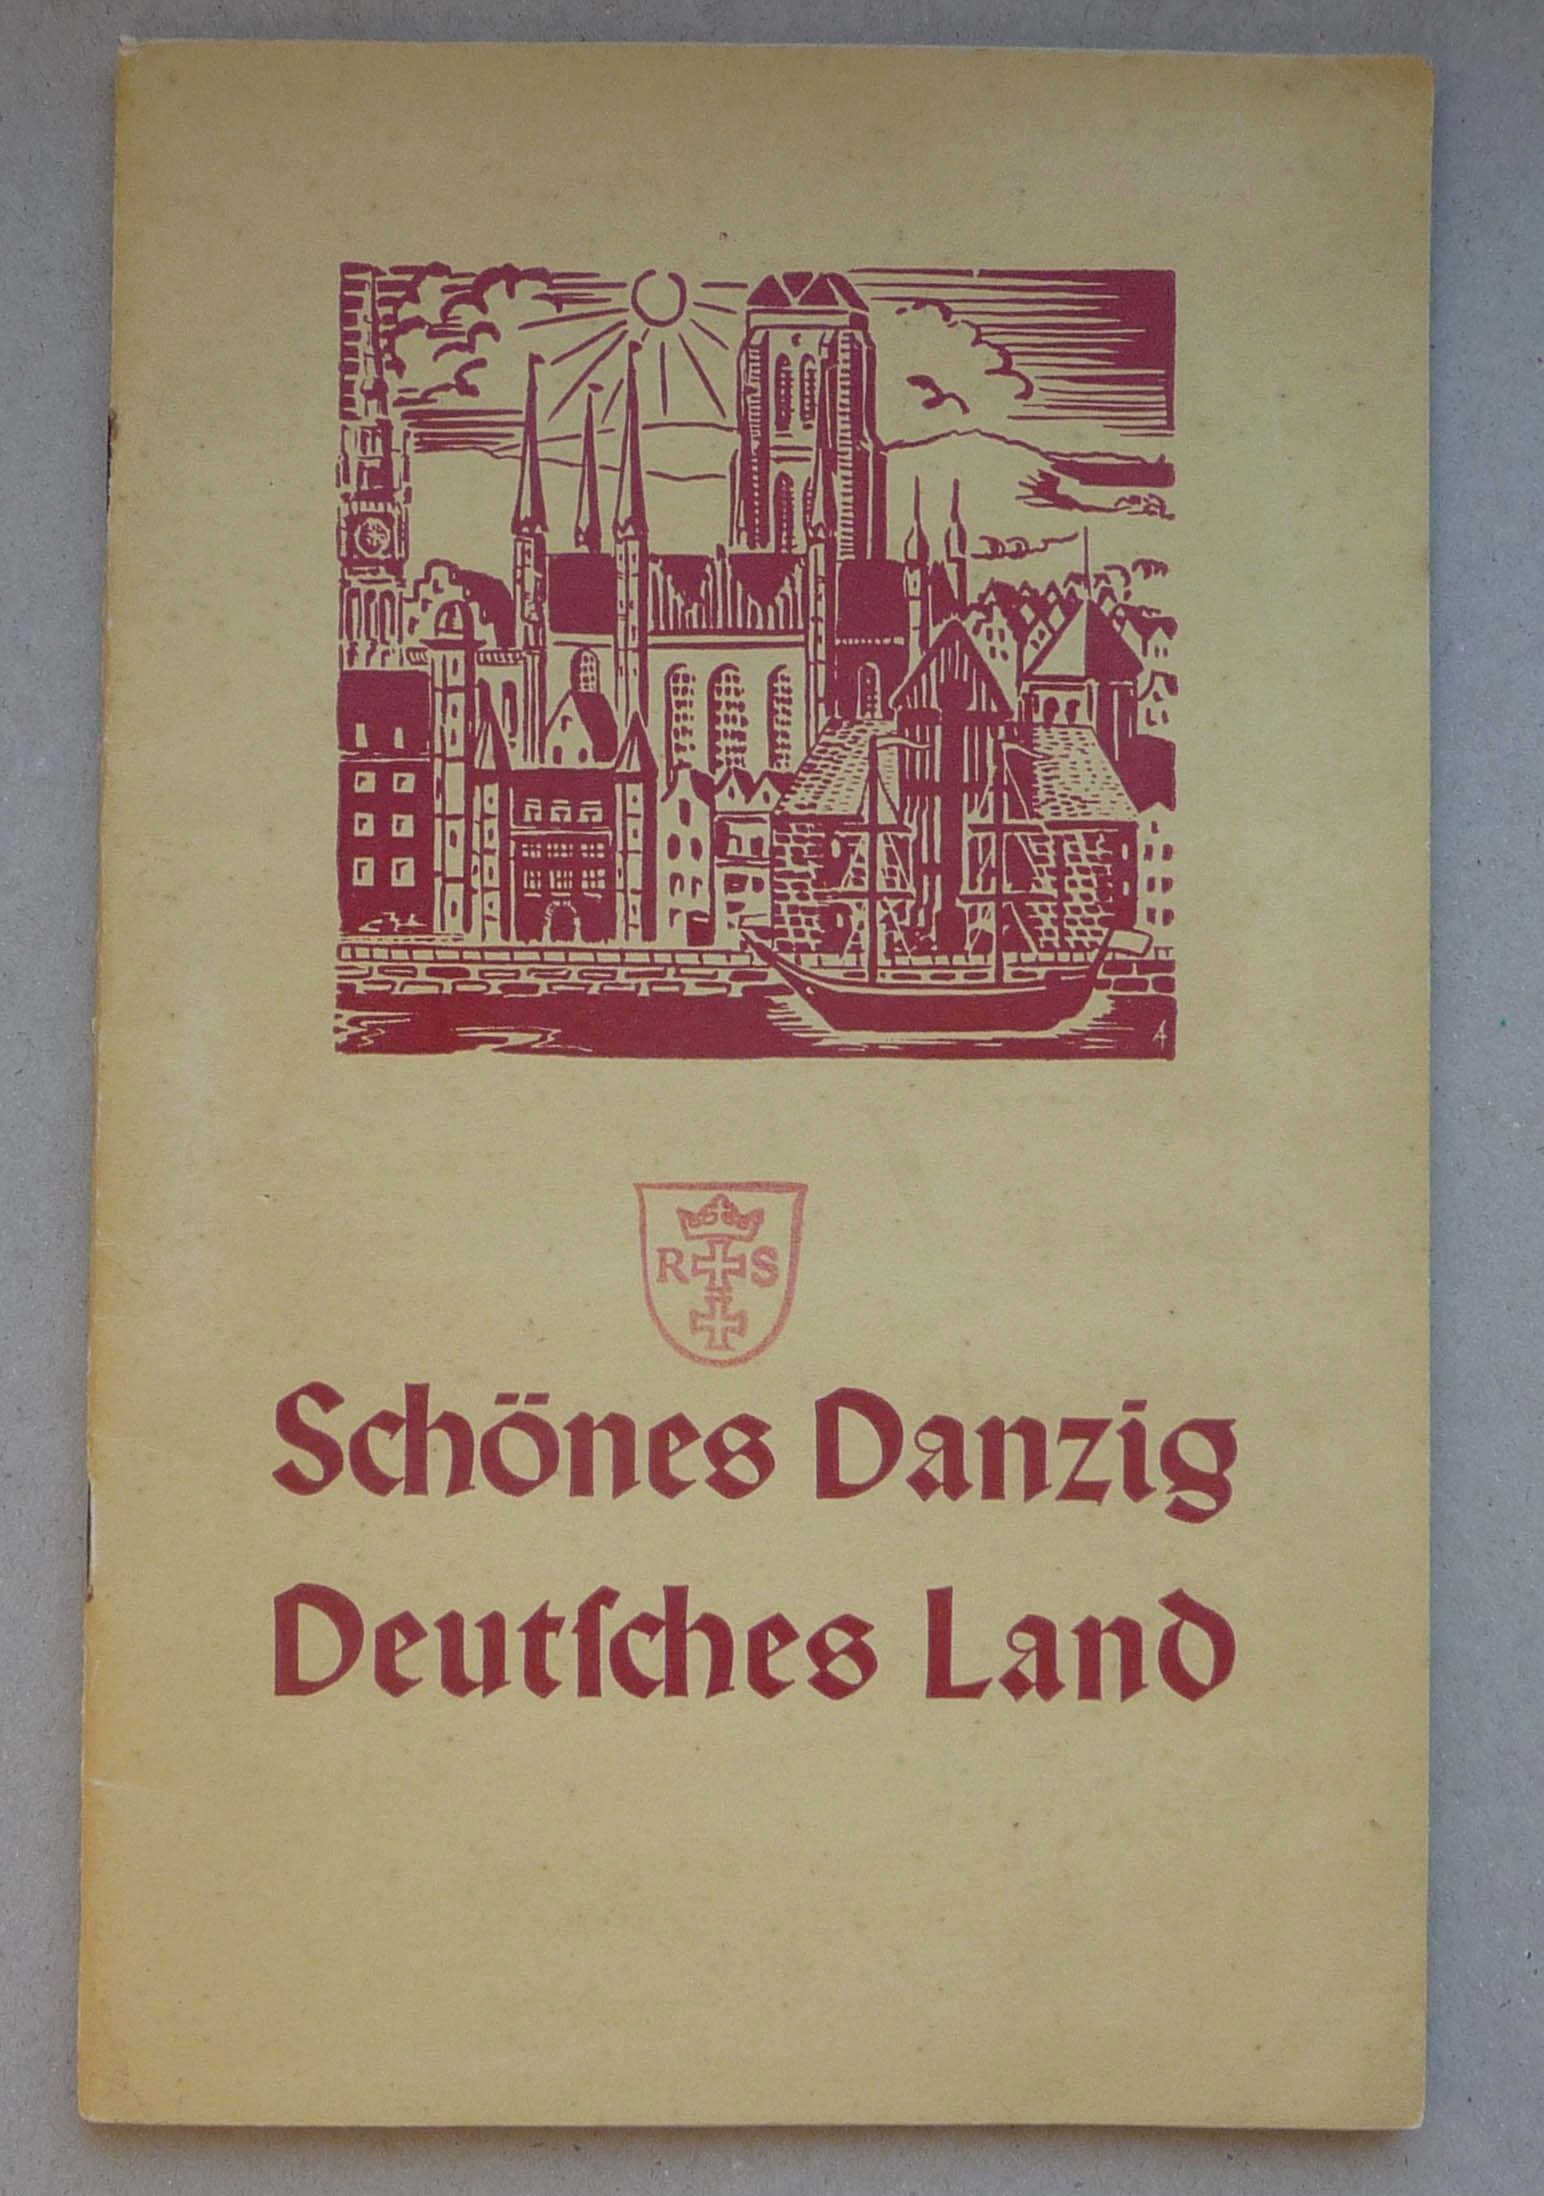 R S
Schönes Danzig
Deutſches Land